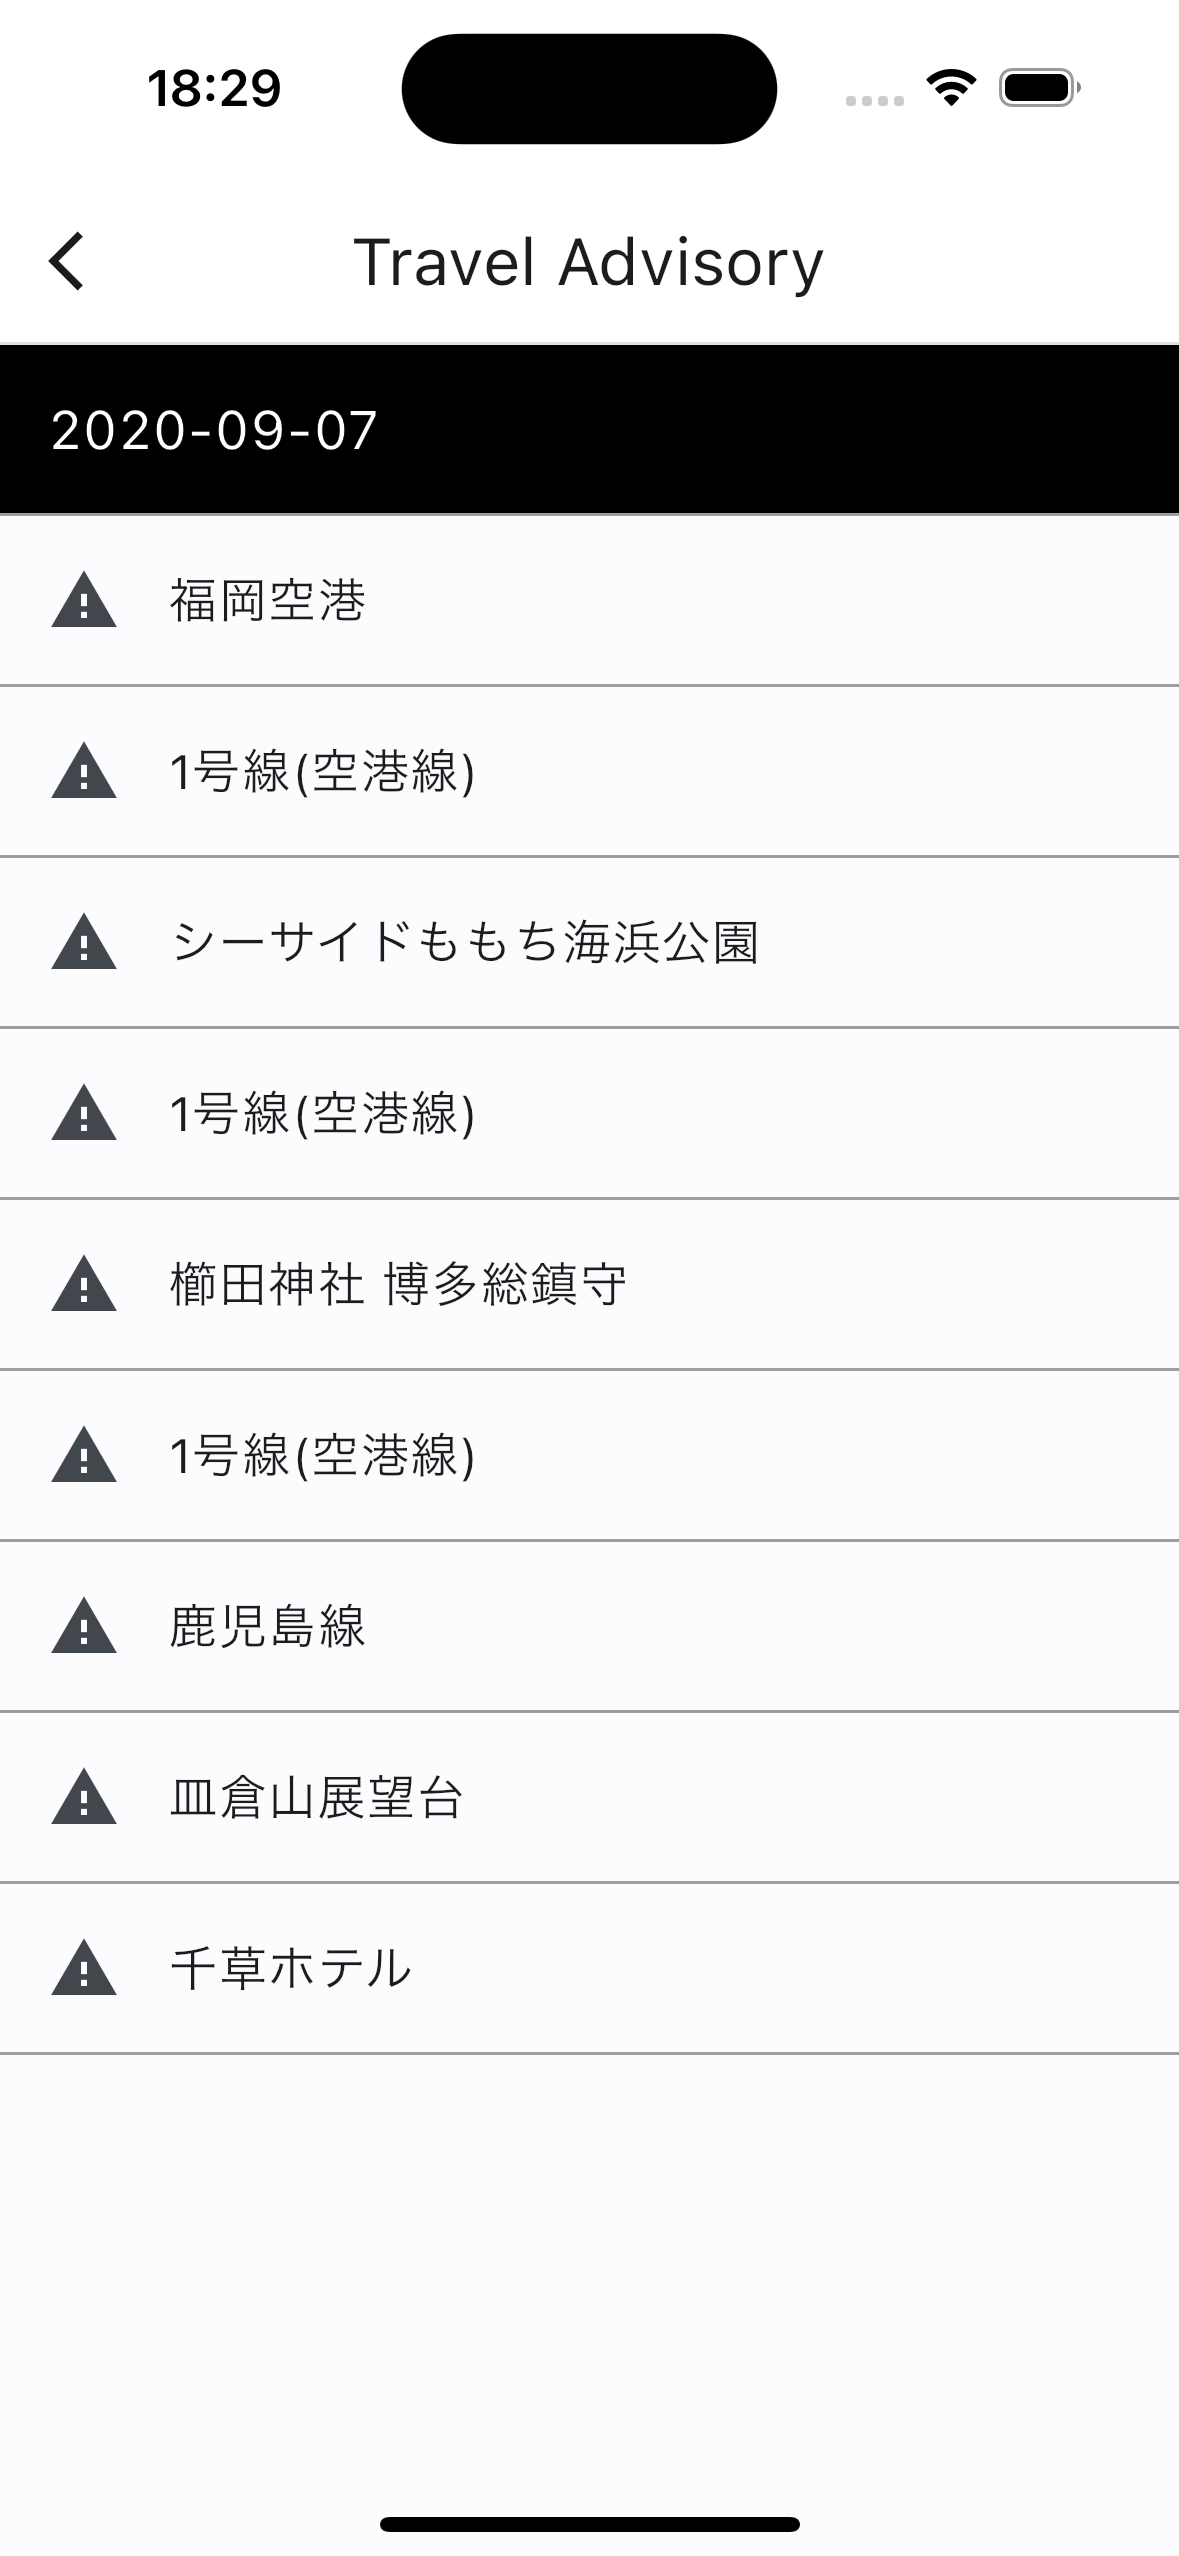 18:29
Travel Advisory
2020-09-07
福岡空港
1号線(空港線)
シーサイドももち海浜公園
1号線(空港線)
櫛田神社 博多総鎮守
1号線(空港線)
鹿児島線
皿倉山展望台
千草ホテル